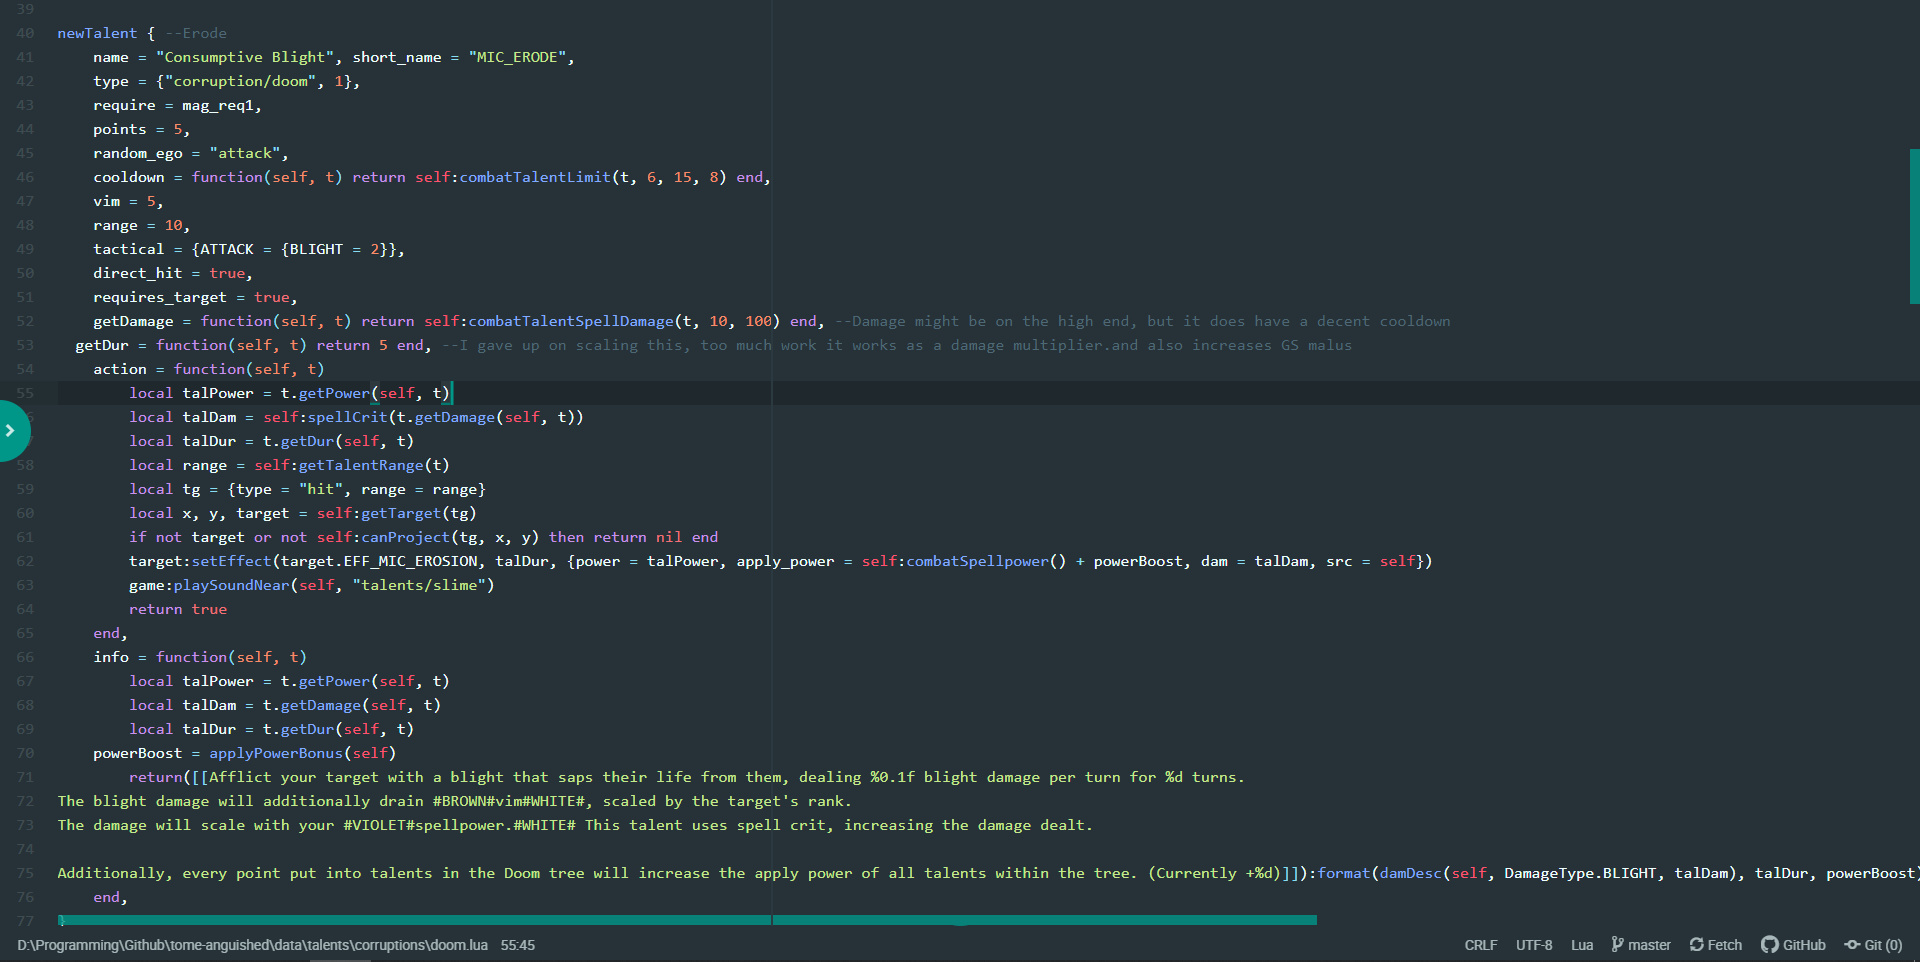 39
40 newTalent { --Erode
41 name = "Consumptive Blight", short_name = "MIC_ERODE",
42 type = {"corruption/doom", 1},
43 require = mag_req1,
44 points = 5,
45 random_ego = "attack",
46 cooldown = function(self, t) return self:combatTalentLimit(t, 6, 15, 8) end,
47 vim = 5,
48 range = 10,
49 tactical = {ATTACK = {BLIGHT = 2}},
50 direct_hit = true,
51 requires_target = true,
52 getDamage = function(self, t) return self:combatTalentSpellDamage(t, 10, 100) end, --Damage might be on the high end, but it does have a decent cooldown
53 getDur = function(self, t) return 5 end, --I gave up on scaling this, too much work it works as a damage multiplier.and also increases GS malus
54 action = function(self, t)
55 local talPower = t.getPower(self, t)
local talDam = self:spellCrit(t.getDamage(self, t))
local talDur = t.getDur(self, t)
58 local range = self:getTalentRange(t)
59 local tg = {type = "hit", range = range}
60 local x, y, target = self:getTarget(tg)
61 if not target or not self:canProject(tg, x, y) then return nil end
62 target:setEffect(target.EFF_MIC_EROSION, talDur, {power = talPower, apply_power = self:combatSpellpower() + powerBoost, dam = talDam, src = self})
63 game:playSoundNear(self, "talents/slime")
64 return true
65 end,
66 info = function(self, t)
67 local talPower = t.getPower(self, t)
68 local talDam = t.getDamage(self, t)
69 local talDur = t.getDur(self, t)
70 powerBoost = applyPowerBonus(self)
71 return([[Afflict your target with a blight that saps their life from them, dealing %0.1f blight damage per turn for %d turns.
72 The blight damage will additionally drain #BROWN#vim#WHITE#, scaled by the target's rank.
73 The damage will scale with your #VIOLET#spellpower.#WHITE# This talent uses spell crit, increasing the damage dealt.
74
75 Additionally, every point put into talents in the Doom tree will increase the apply power of all talents within the tree. (Currently +%d)]]):format(damDesc(self, DamageType.BLIGHT, talDam), talDur, powerBoost)
76 end,
77 }
D:\Programming\Github\tome-anguished\data\talents\corruptions\doom.lua 55:45 CRLF UTF-8 Lua master Fetch GitHub Git (0)